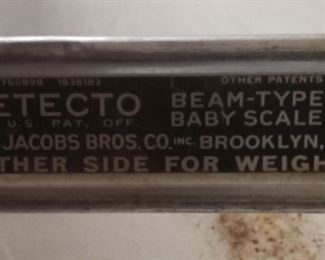 1760898 1838183 OTHER PATENTS
ETECTO BEAM-TYPE
U.S. PAT. OFF. BABY SCALE
JACOBS BROS. CO. INC. BROOKLYN,
THER SIDE FOR WEIGH